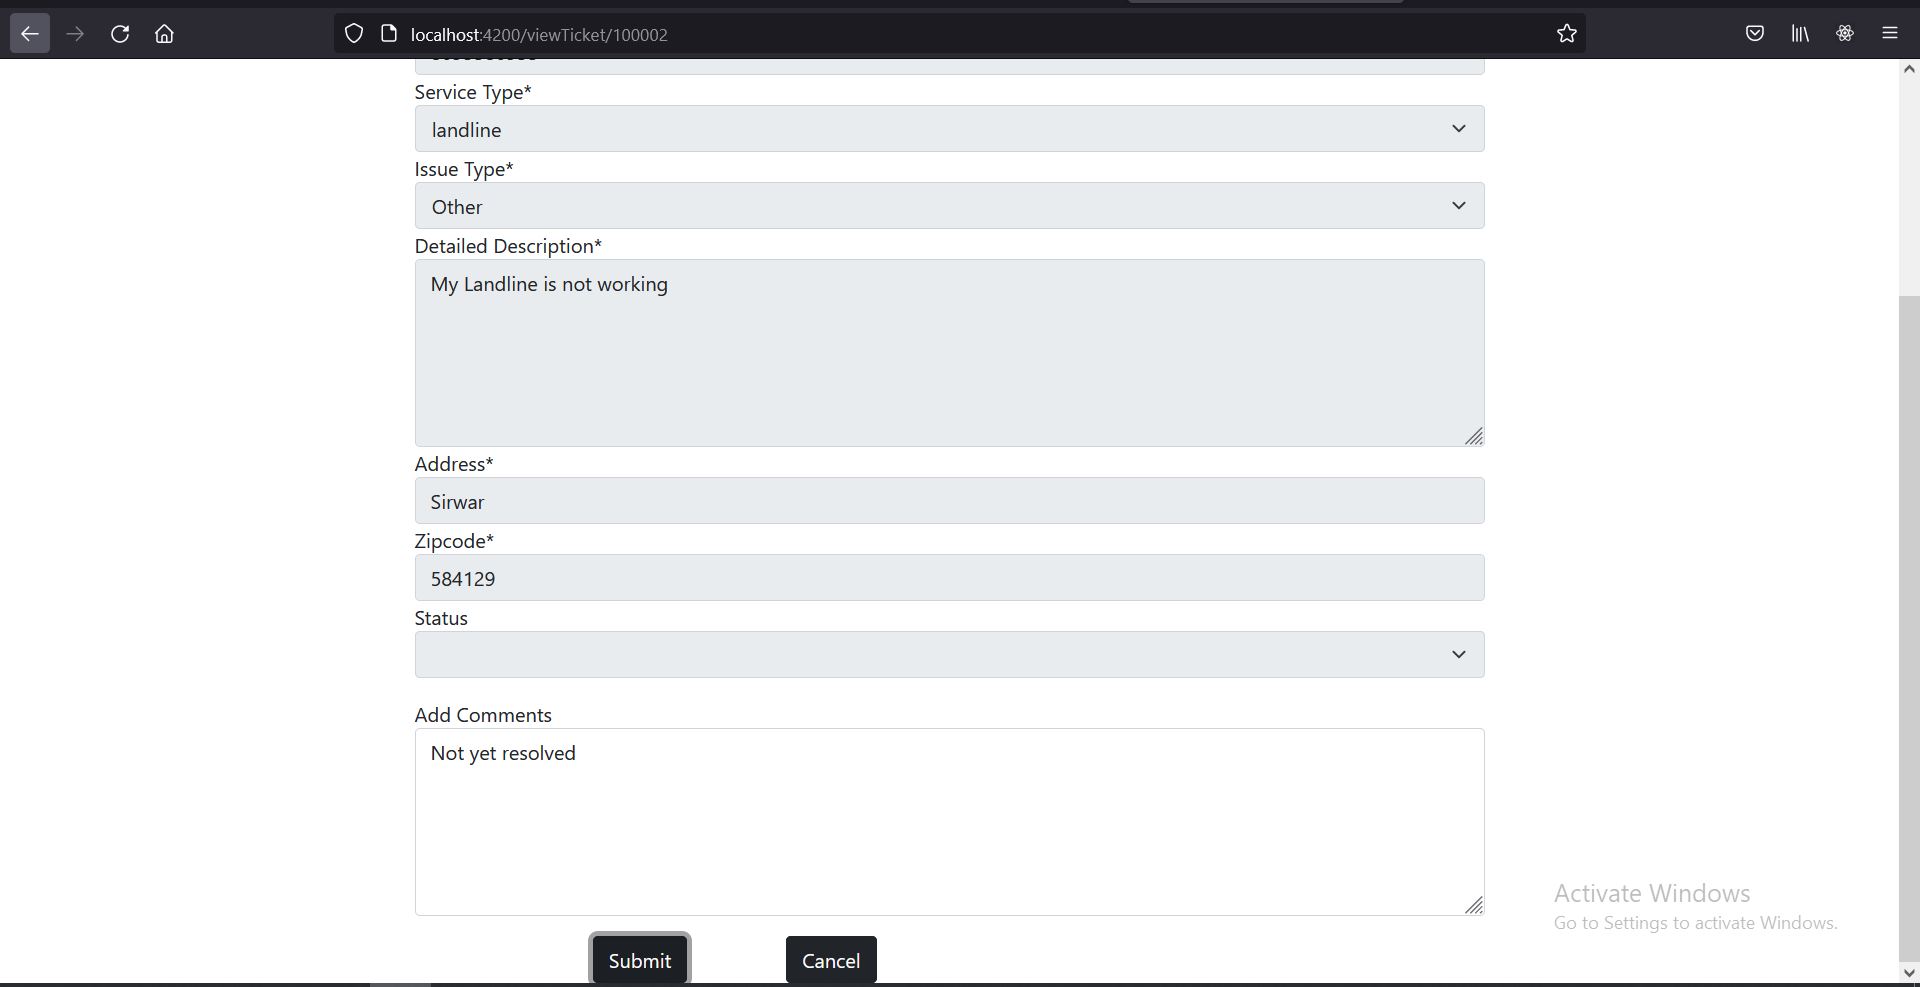 localhost:4200/viewTicket/100002
Service Type*
landline
Issue Type*
Other
Detailed Description*
My Landline is not working
Address*
Sirwar
Zipcode*
584129
Status
Add Comments
Not yet resolved
Activate Windows
Go to Settings to activate Windows.
Submit
Cancel